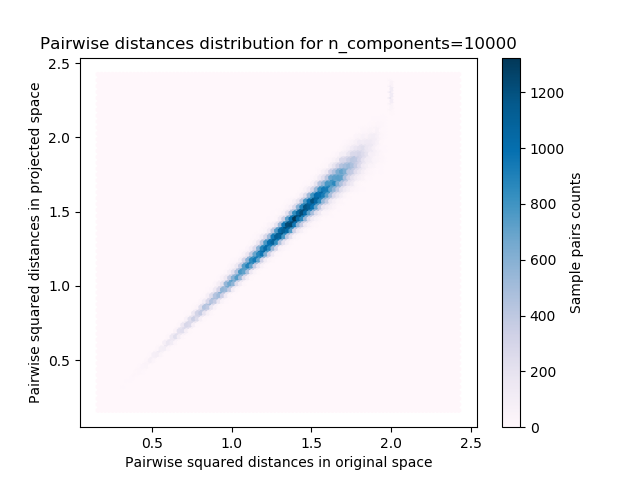 Pairwise distances distribution for n_components=10000
Pairwise squared distances in projected space
2.5
2.0
1.5
1.0
0.5
0.5 1.0 1.5 2.0 2.5
Pairwise squared distances in original space
1200
1000
800
600
400
200
0
Sample pairs counts